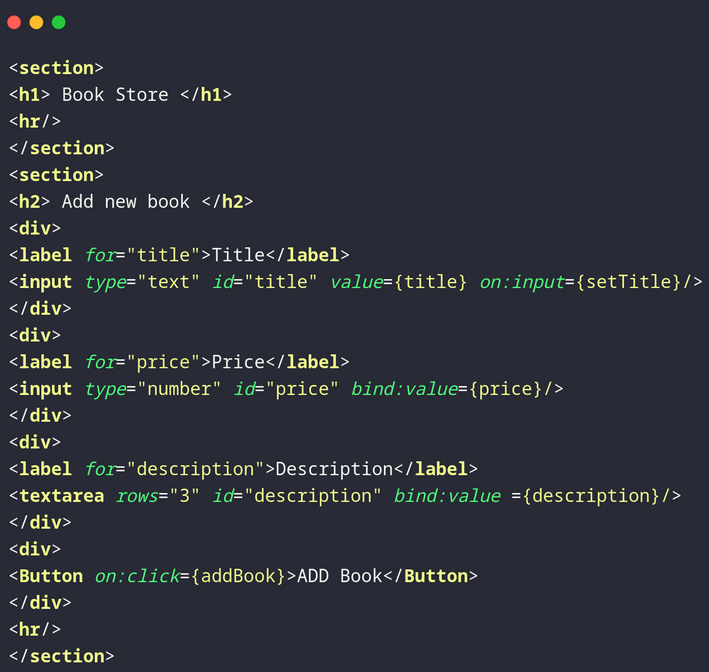 <section>
<h1> Book Store </h1>
<hr/>
</section>
<section>
<h2> Add new book </h2>
<div>
<label for="title">Title</label>
<input type="text" id="title" value={title} on:input={setTitle}/>
</div>
<div>
<label for="price">Price</label>
<input type="number" id="price" bind:value={price}/>
</div>
<div>
<label for="description">Description</label>
<textarea rows="3" id="description" bind:value ={description}/>
</div>
<div>
<Button on:click={addBook}>ADD Book</Button>
</div>
<hr/>
</section>